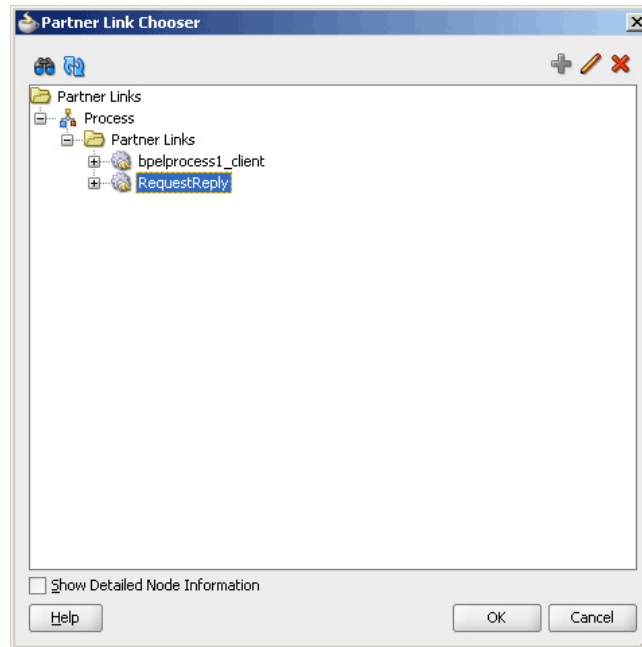 Partner Link Chooser
Partner Links
Process
Partner Links
bpelprocess1_client
RequestReply
Show Detailed Node Information
Help
OK
Cancel